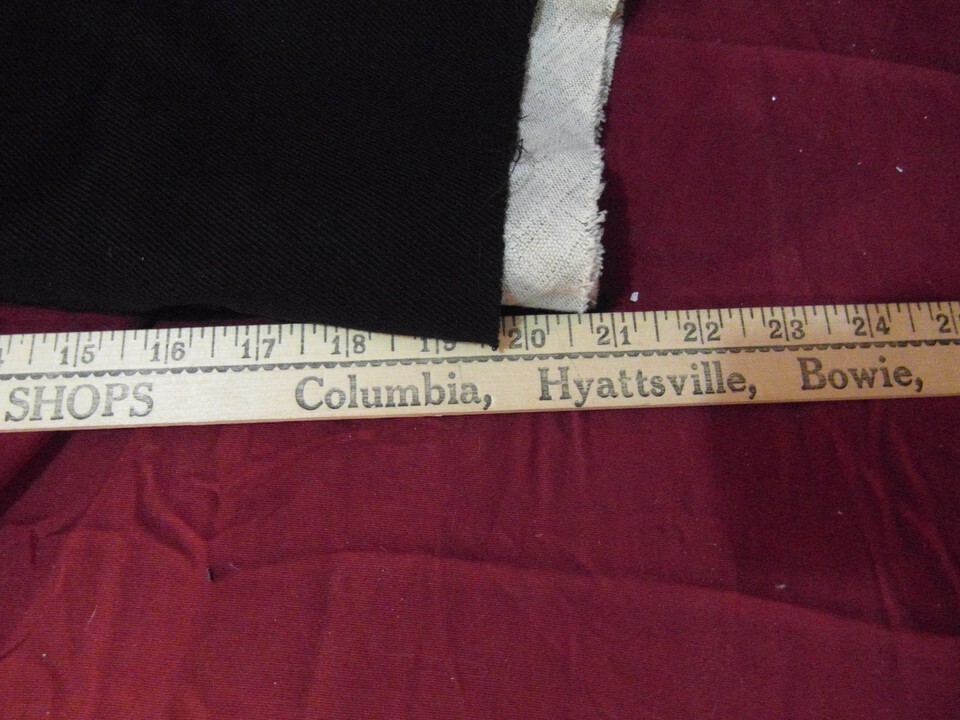 15 16 17 18 19 20 21 22 23 24
SHOPS Columbia, Hyattsville, Bowie,